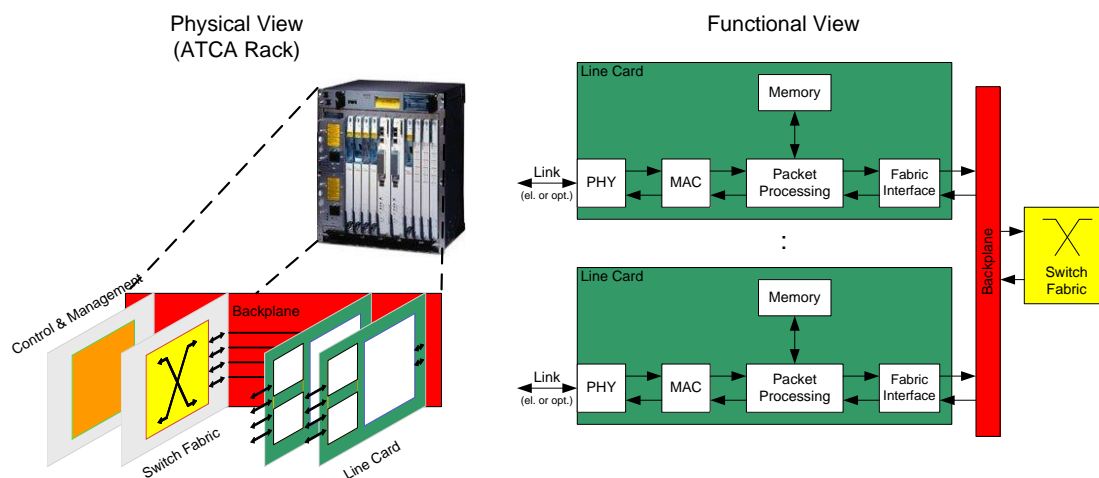 Physical View
(ATCA Rack)
Control & Management
Backplane
Switch Fabric
Line Card
Functional View
Line Card
Memory
Link
(el. or opt.)
PHY
MAC
Packet
Processing
Fabric
Interface
:
Line Card
Memory
Link
(el. or opt.)
PHY
MAC
Packet
Processing
Fabric
Interface
Backplane
Switch
Fabric